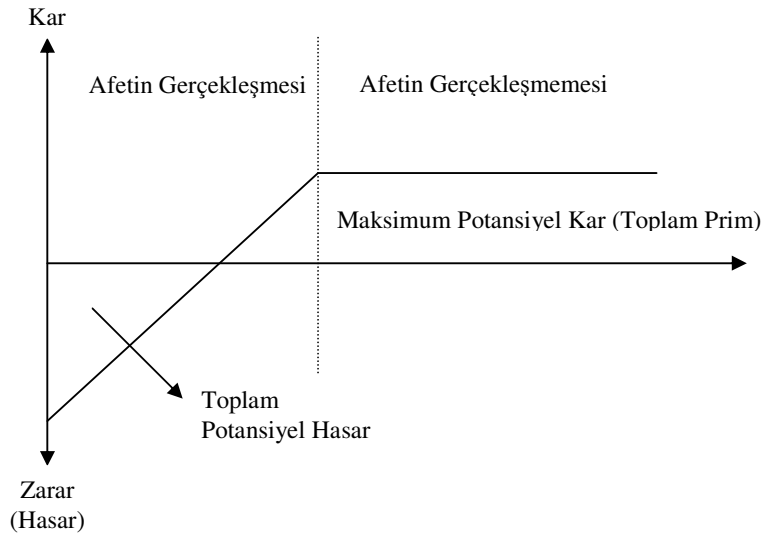 Kar
Afetin Gerçekleşmesi
Afetin Gerçekleşmemesi
Maksimum Potansiyel Kar (Toplam Prim)
Toplam
Potansiyel Hasar
Zarar
(Hasar)